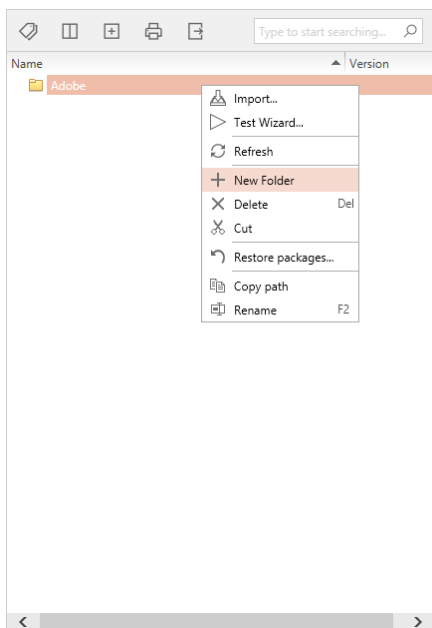 Type to start searching...
Name Version
Adobe
Import...
Test Wizard...
Refresh
New Folder
Delete Del
Cut
Restore packages...
Copy path
Rename F2